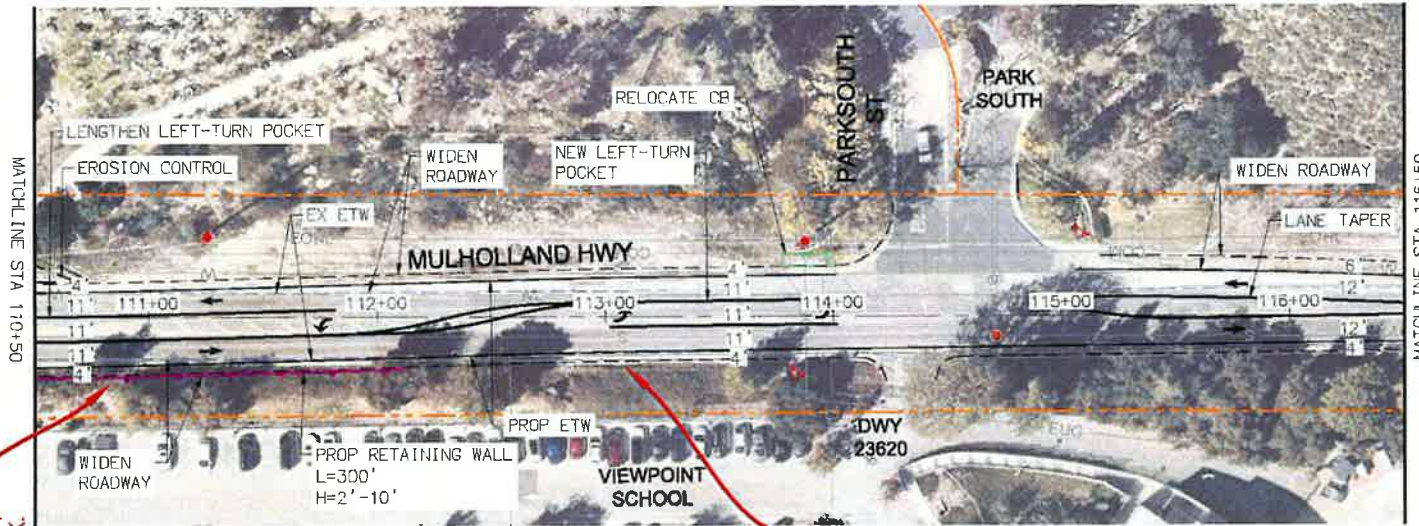 PARKSOUTH
ST
PARK
SOUTH
RELOCATE CB
LENGTHEN LEFT-TURN POCKET
EROSION CONTROL
WIDEN
ROADWAY
NEW LEFT-TURN
POCKET
WIDEN ROADWAY
LANE TAPER
EX ETW
MULHOLLAND HWY
MATCHLINE STA 110+50
4'
11'
11'
11'
4'
111+00
112+00
113+00
114+00
115+00
116+00
4'
11'
11'
11'
4'
6'
12'
12'
4'
PROP ETW
WIDEN
ROADWAY
PROP RETAINING WALL
L=300'
H=2'-10'
VIEWPOINT
SCHOOL
DWY
23620